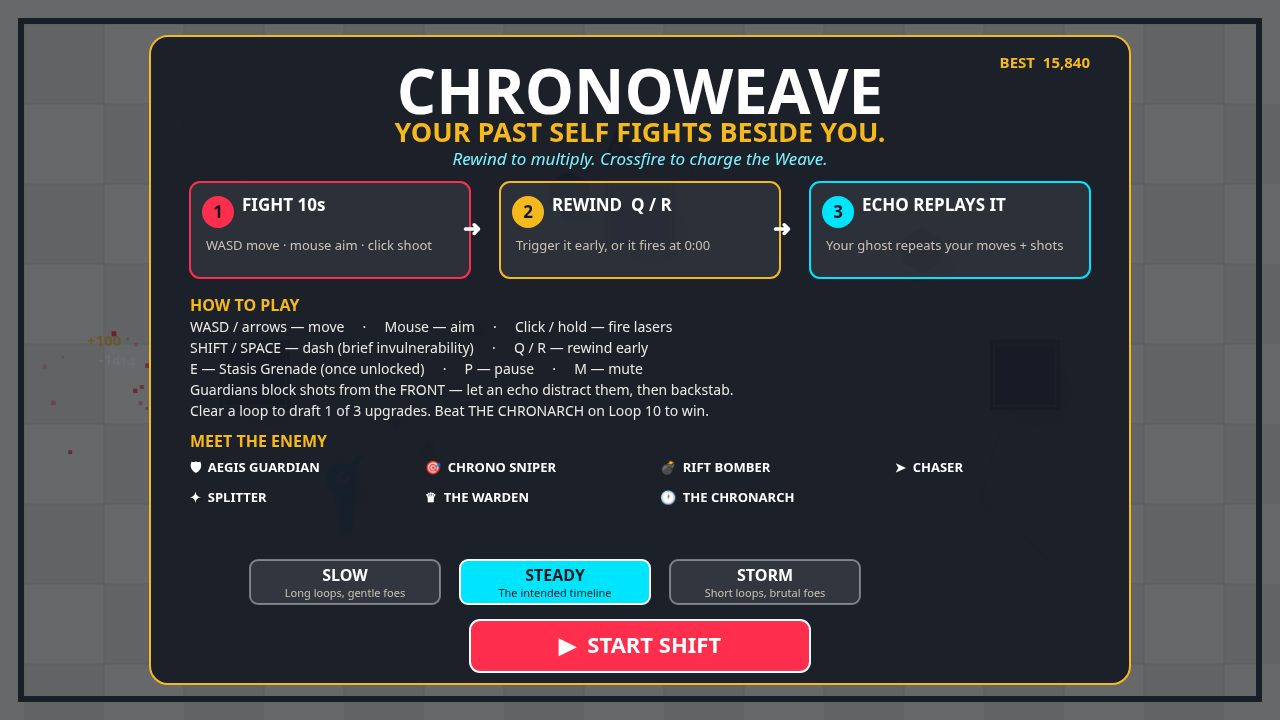 BEST 15,840
CHRONOWEAVE
YOUR PAST SELF FIGHTS BESIDE YOU.
Rewind to multiply. Crossfire to charge the Weave.
1 FIGHT 10s
WASD move · mouse aim · click shoot
➜
2 REWIND Q / R
Trigger it early, or it fires at 0:00
➜
3 ECHO REPLAYS IT
Your ghost repeats your moves + shots
HOW TO PLAY
WASD / arrows — move · Mouse — aim · Click / hold — fire lasers
SHIFT / SPACE — dash (brief invulnerability) · Q / R — rewind early
E — Stasis Grenade (once unlocked) · P — pause · M — mute
Guardians block shots from the FRONT — let an echo distract them, then backstab.
Clear a loop to draft 1 of 3 upgrades. Beat THE CHRONARCH on Loop 10 to win.
+100
MEET THE ENEMY
AEGIS GUARDIAN CHRONO SNIPER RIFT BOMBER CHASER
SPLITTER THE WARDEN THE CHRONARCH
SLOW
Long loops, gentle foes
STEADY
The intended timeline
STORM
Short loops, brutal foes
▶ START SHIFT